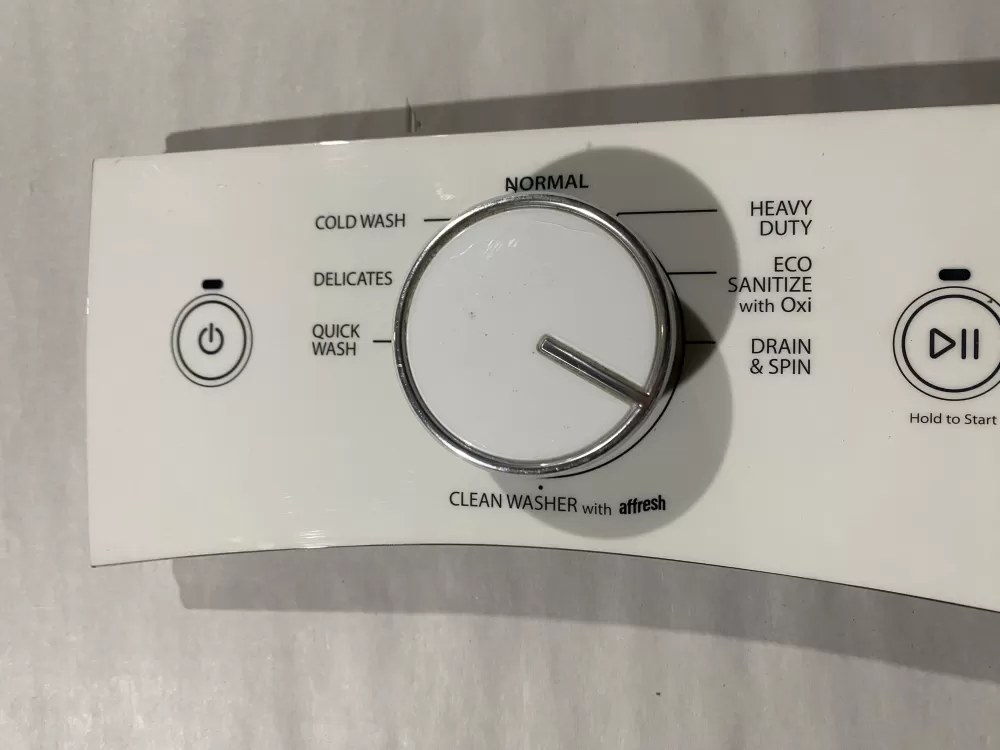 NORMAL
COLD WASH
DELICATES
QUICK
WASH
HEAVY
DUTY
ECO
SANITIZE
with Oxi
DRAIN
& SPIN
Hold to Start
CLEAN WASHER with affresh